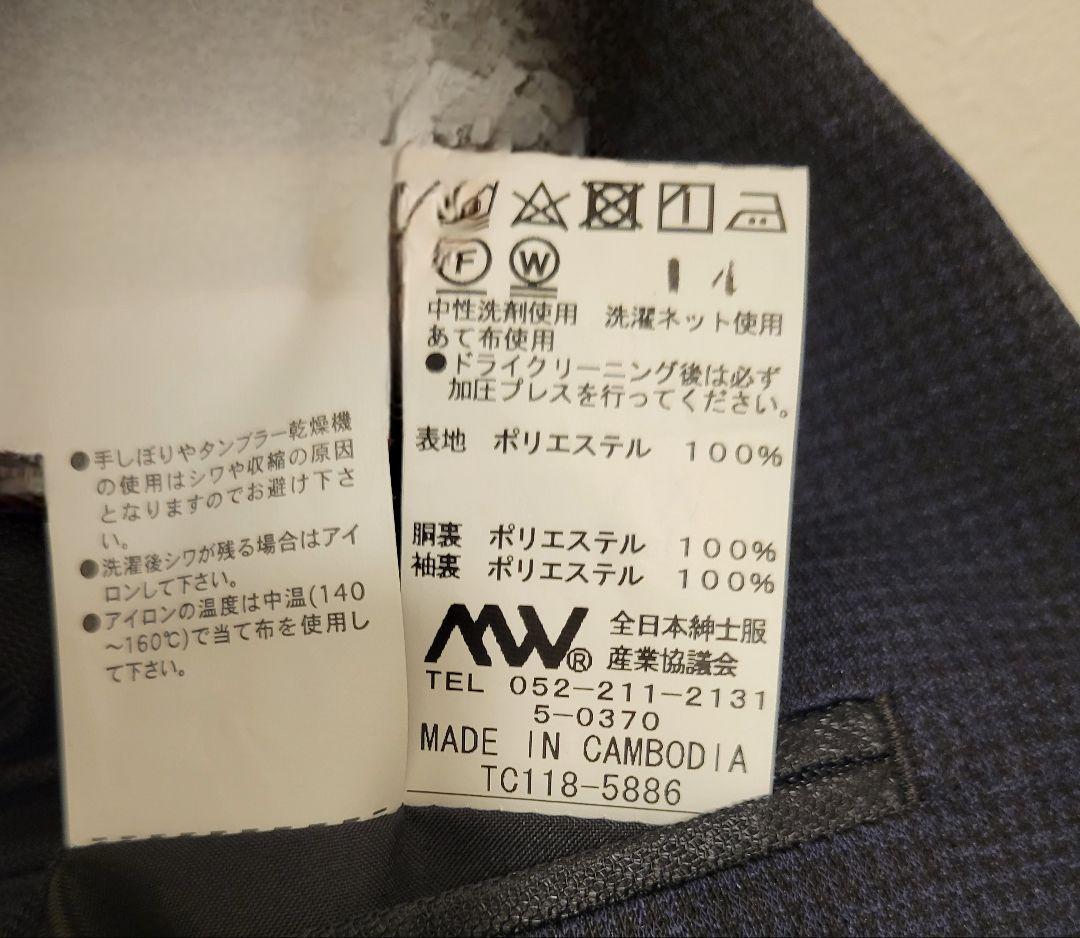 ●手しぼりやタンブラー乾燥機
の使用はシワや収縮の原因
となりますのでお避け下さ
い。
●洗濯後シワが残る場合はアイ
ロンして下さい。
●アイロンの温度は中温(140
～160℃)で当て布を使用し
て下さい。
F W
中性洗剤使用 洗濯ネット使用
あて布使用
●ドライクリーニング後は必ず
加圧プレスを行ってください。
表地 ポリエステル 100%
胴裏 ポリエステル 100%
袖裏 ポリエステル 100%
MW® 全日本紳士服
産業協議会
TEL 052-211-2131
5-0370
MADE IN CAMBODIA
TC118-5886